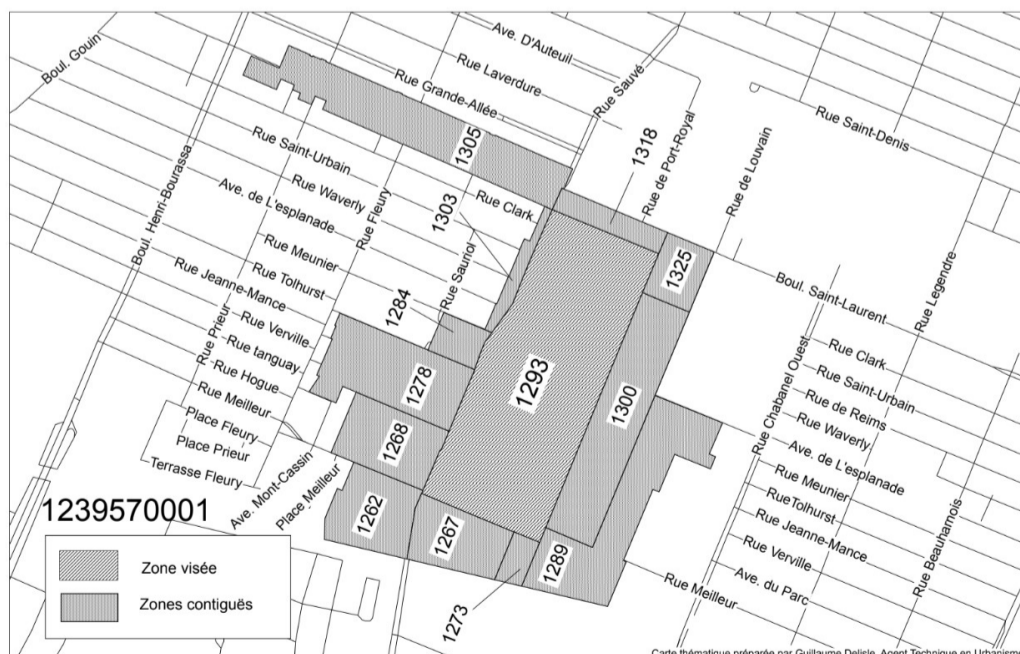 Boul. Gouin
Ave. D'Auteuil
Rue Laverdure
Rue Grande-Allée
Rue Sauvé
Rue Saint-Denis
1318
Rue de Port-Royal
Rue de Louvain
1305
Rue Saint-Urbain
Rue Waverly
Ave. de L'esplanade
Rue Fleury
Boul. Henri-Bourassa
1303
Rue Clark
Rue Meunier
Rue Tolhurst
Rue Jeanne-Mance
Rue Verville
Rue tanguay
Rue Hogue
Rue Meilleur
Rue Prieur
Place Fleury
Place Prieur
Terrasse Fleury
Ave. Mont-Cassin
Place Meilleur
Rue Sauriol
1284
1325
1278
1293
1300
1268
1262
1267
1289
1273
Boul. Saint-Laurent
Rue Legendre
Rue Chabanel Ouest
Rue Clark
Rue Saint-Urbain
Rue de Reims
Rue Waverly
Ave. de L'esplanade
Rue Meunier
RueTolhurst
Rue Jeanne-Mance
Rue Verville
Ave. du Parc
Rue Meilleur
Rue Beauharnois
1239570001
Zone visée
Zones contiguës
Carte thématique préparée par Guillaume Delisle, Agent Technique en Urbanisme